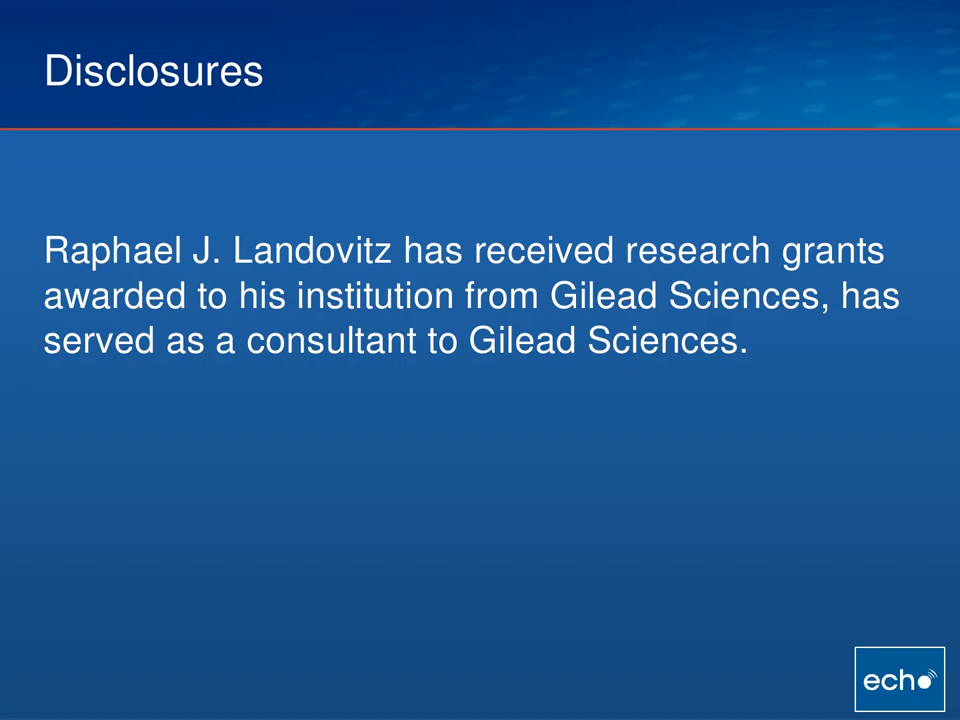 Disclosures
Raphael J. Landovitz has received research grants
awarded to his institution from Gilead Sciences, has
served as a consultant to Gilead Sciences.
echo